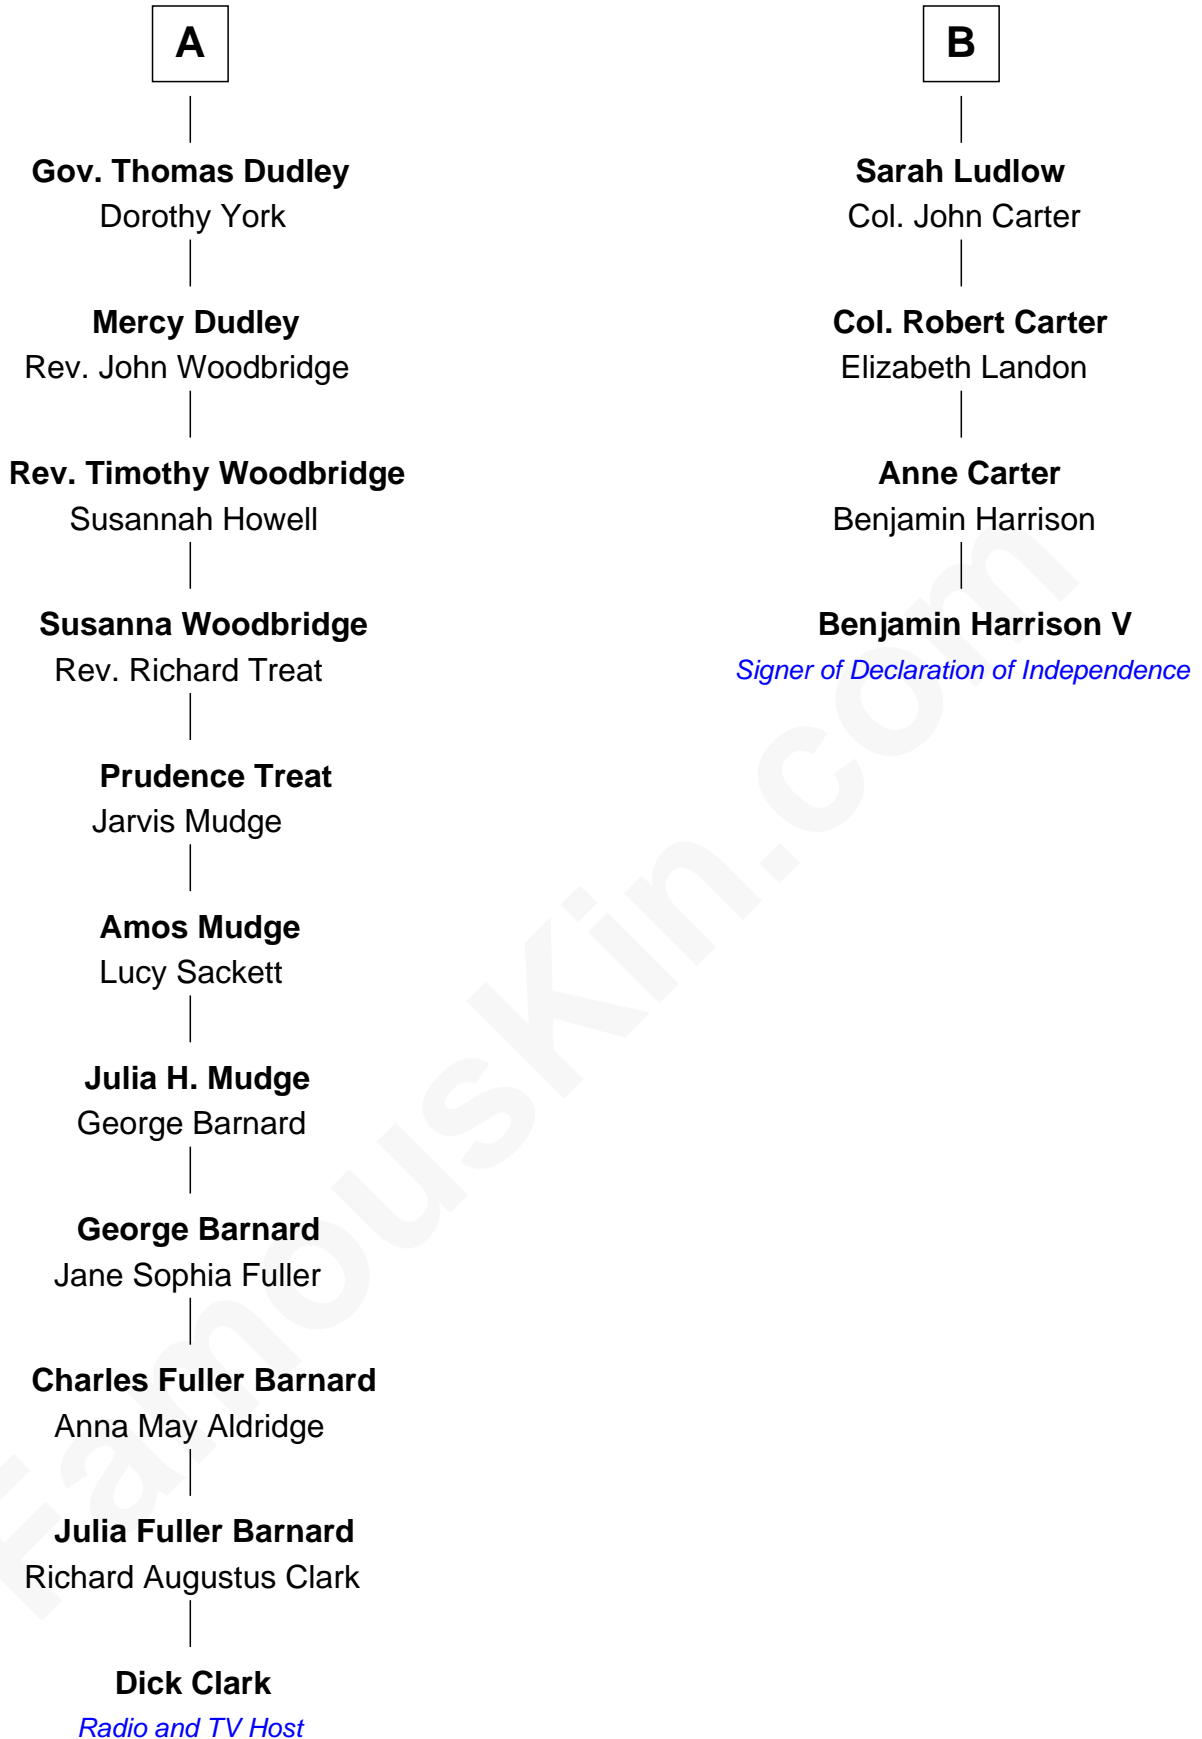 A
Gov. Thomas Dudley
Dorothy York
Mercy Dudley
Rev. John Woodbridge
Rev. Timothy Woodbridge
Susannah Howell
Susanna Woodbridge
Rev. Richard Treat
Prudence Treat
Jarvis Mudge
Amos Mudge
Lucy Sackett
Julia H. Mudge
George Barnard
George Barnard
Jane Sophia Fuller
Charles Fuller Barnard
Anna May Aldridge
Julia Fuller Barnard
Richard Augustus Clark
Dick Clark
Radio and TV Host
B
Sarah Ludlow
Col. John Carter
Col. Robert Carter
Elizabeth Landon
Anne Carter
Benjamin Harrison
Benjamin Harrison V
Signer of Declaration of Independence
FamousKin.com